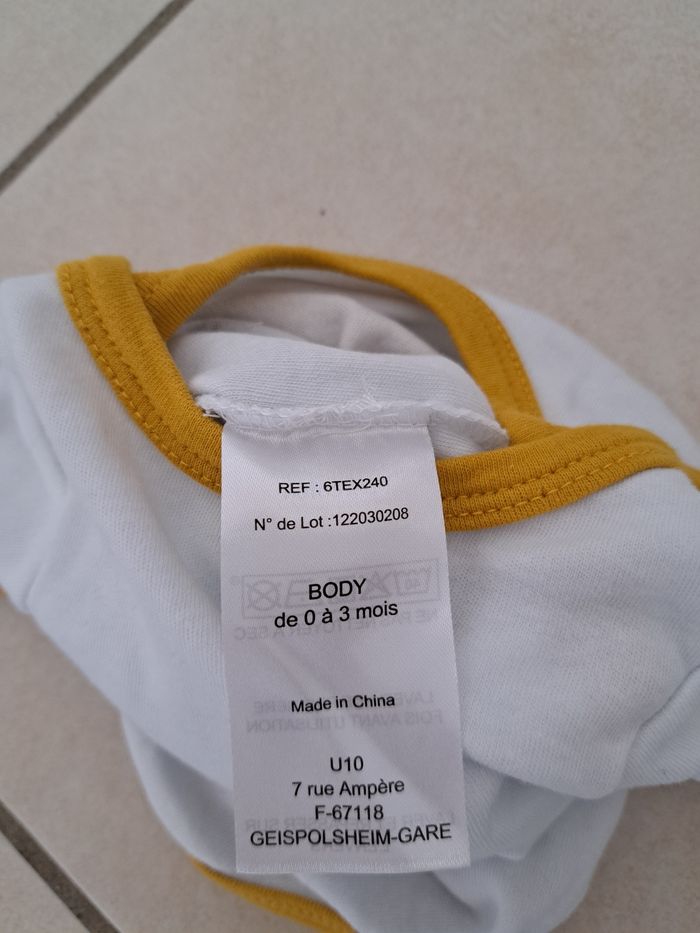 REF : 6TEX240
N° de Lot :122030208
BODY
de 0 à 3 mois
Made in China
U10
7 rue Ampère
F-67118
GEISPOLSHEIM-GARE